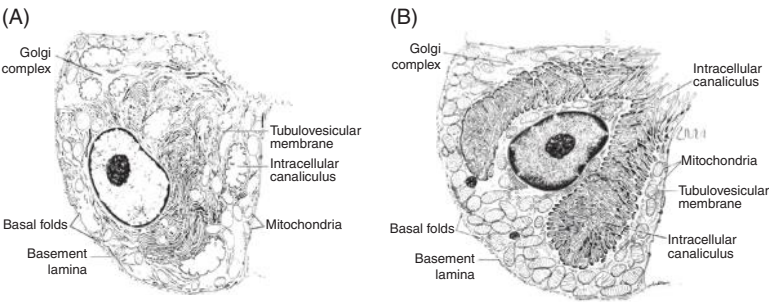 (A)
Golgi
complex
Tubulovesicular
membrane
Intracellular
canaliculus
Mitochondria
Basal folds
Basement
lamina
(B)
Golgi
complex
Intracellular
canaliculus
Mitochondria
Tubulovesicular
membrane
Intracellular
canaliculus
Basal folds
Basement
lamina